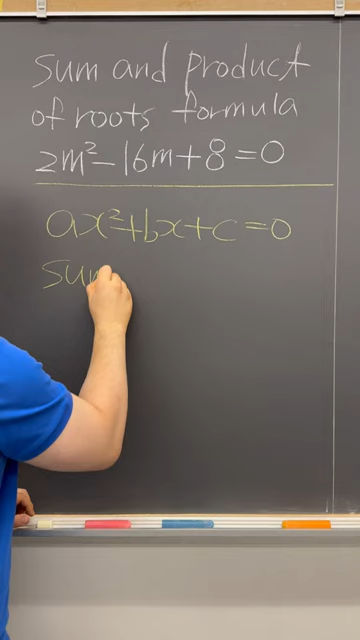 Sum and product
of roots formula
2m² - 16m + 8 = 0
ax² + bx + c = 0